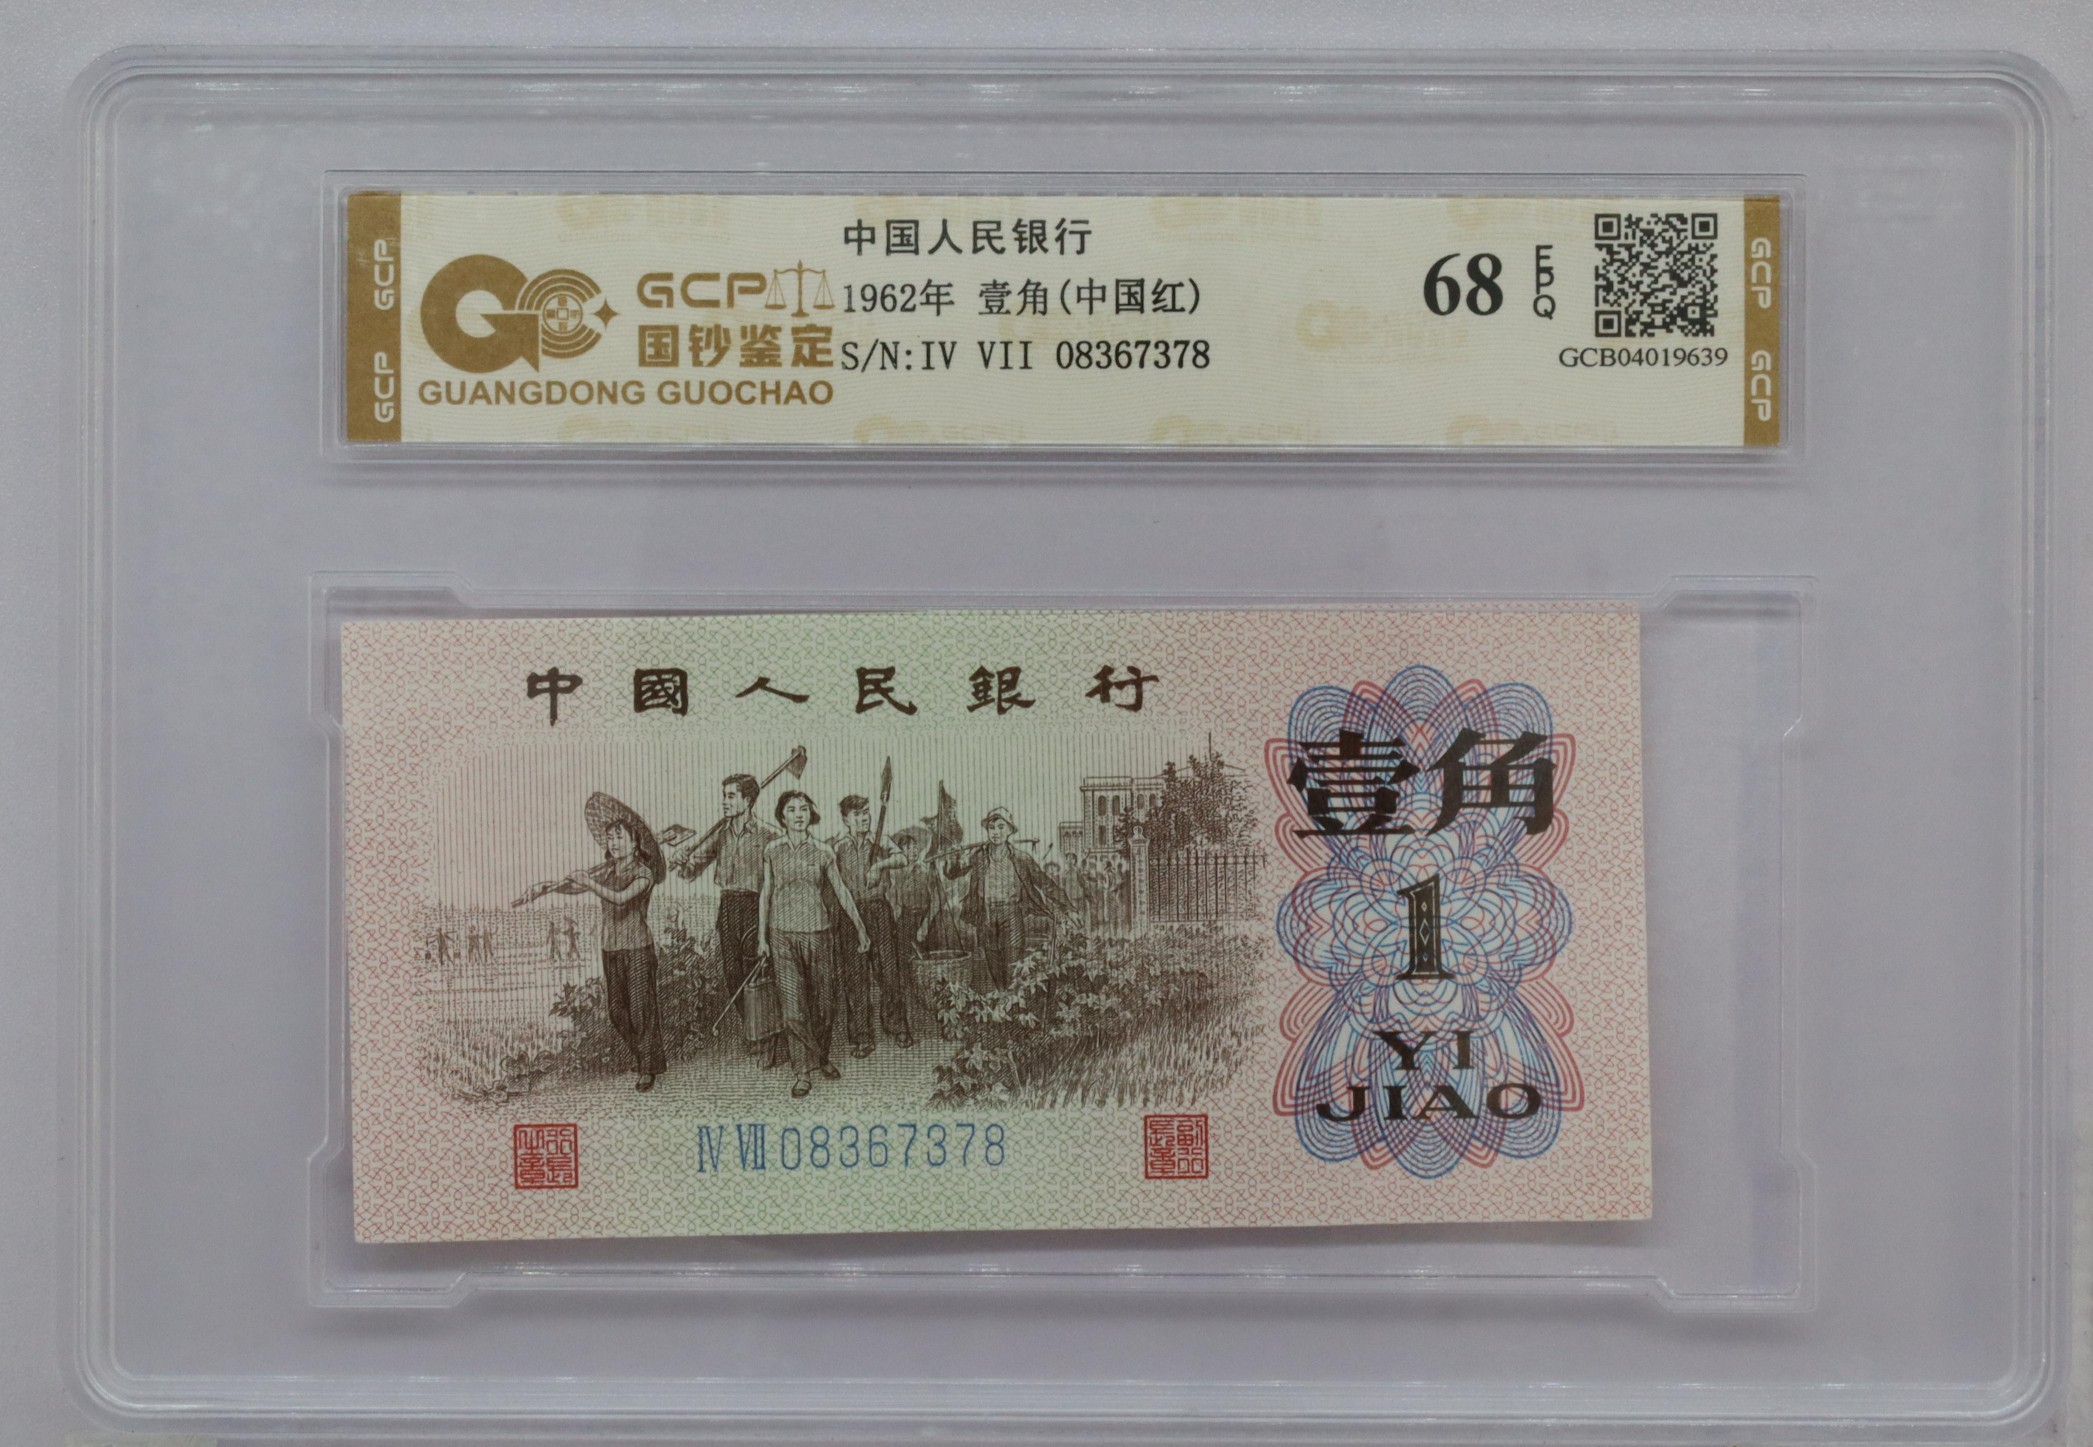 GCP GCP
GCP
国钞鉴定
GUANGDONG GUOCHAO
中国人民银行
1962年 壹角(中国红)
S/N:IV VII 08367378
68 EPQ
GCB04019639
GCP GCP
中國人民銀行
壹角
1
YI
JIAO
IV VII 08367378